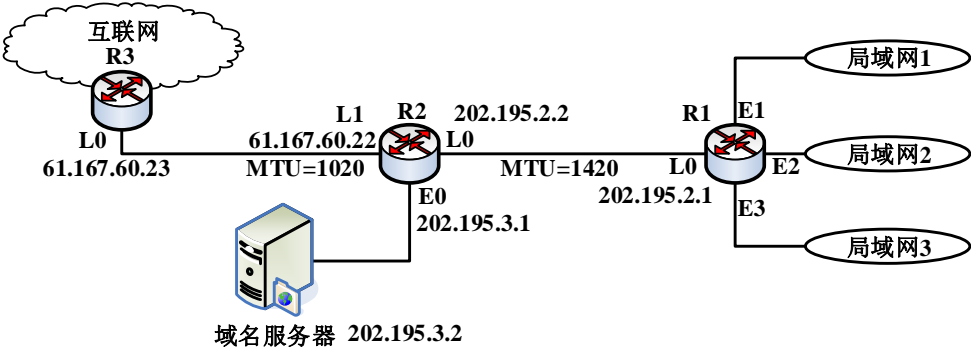 互联网
R3
L0
61.167.60.23
L1
61.167.60.22
MTU=1020
R2
202.195.2.2
L0
MTU=1420
E0
202.195.3.1
域名服务器 202.195.3.2
R1
E1
L0
202.195.2.1
E2
E3
局域网1
局域网2
局域网3